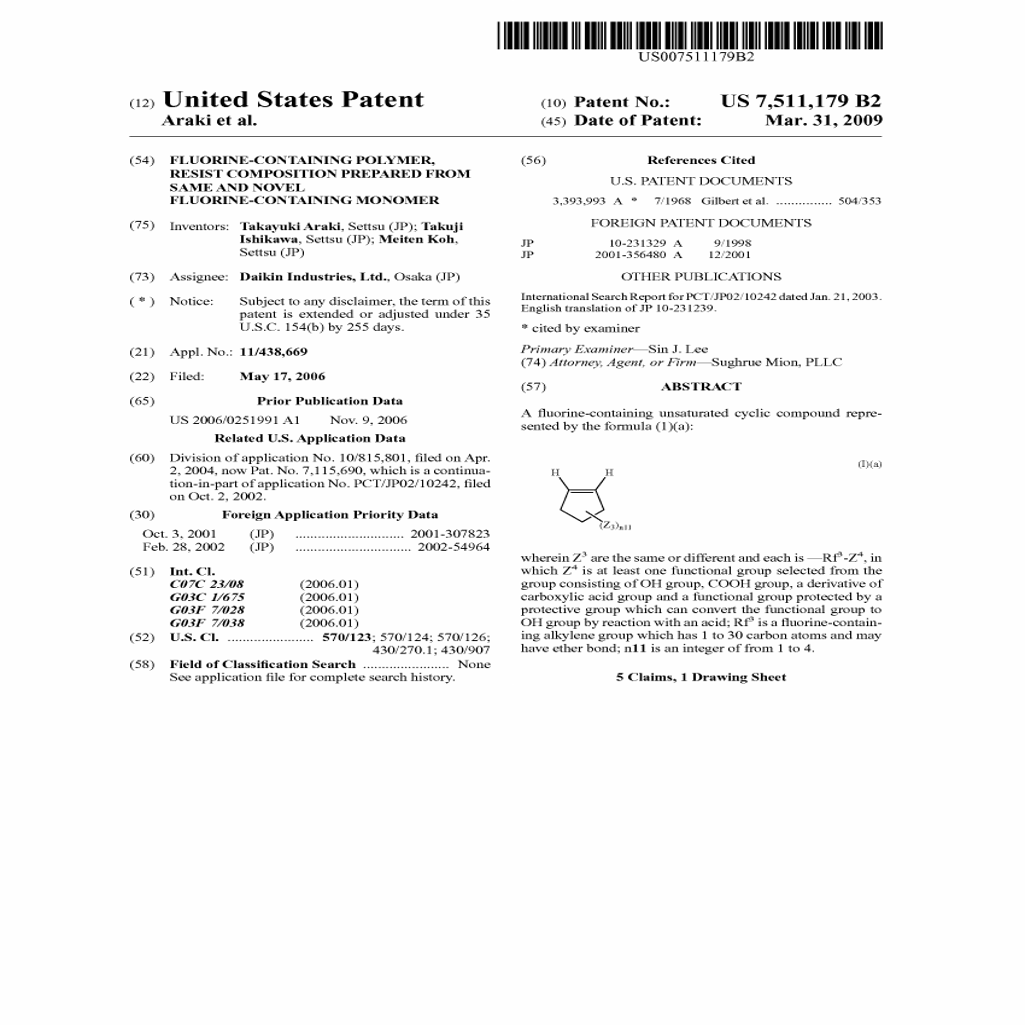 US007511179B2
(12) United States Patent
Araki et al.
(10) Patent No.: US 7,511,179 B2
(45) Date of Patent: Mar. 31, 2009
(54) FLUORINE-CONTAINING POLYMER,
RESIST COMPOSITION PREPARED FROM
SAME AND NOVEL
FLUORINE-CONTAINING MONOMER
(75) Inventors: Takayuki Araki, Settsu (JP); Takuji
Ishikawa, Settsu (JP); Meiten Koh,
Settsu (JP)
(73) Assignee: Daikin Industries, Ltd., Osaka (JP)
( * ) Notice: Subject to any disclaimer, the term of this
patent is extended or adjusted under 35
U.S.C. 154(b) by 255 days.
(21) Appl. No.: 11/438,669
(22) Filed: May 17, 2006
(65) Prior Publication Data
US 2006/0251991 A1 Nov. 9, 2006
Related U.S. Application Data
(60) Division of application No. 10/815,801, filed on Apr.
2, 2004, now Pat. No. 7,115,690, which is a continua-
tion-in-part of application No. PCT/JP02/10242, filed
on Oct. 2, 2002.
(30) Foreign Application Priority Data
Oct. 3, 2001 (JP) ............................ 2001-307823
Feb. 28, 2002 (JP) .............................. 2002-54964
(51) Int. Cl.
C07C 23/08 (2006.01)
G03C 1/675 (2006.01)
G03F 7/028 (2006.01)
G03F 7/038 (2006.01)
(52) U.S. Cl. ...................... 570/123; 570/124; 570/126;
430/270.1; 430/907
(58) Field of Classification Search ...................... None
See application file for complete search history.
(56) References Cited
U.S. PATENT DOCUMENTS
3,393,993 A * 7/1968 Gilbert et al. .............. 504/353
FOREIGN PATENT DOCUMENTS
JP 10-231329 A 9/1998
JP 2001-356480 A 12/2001
OTHER PUBLICATIONS
International Search Report for PCT/JP02/10242 dated Jan. 21, 2003.
English translation of JP 10-231239.
* cited by examiner
Primary Examiner—Sin J. Lee
(74) Attorney, Agent, or Firm—Sughrue Mion, PLLC
(57) ABSTRACT
A fluorine-containing unsaturated cyclic compound repre-
sented by the formula (1)(a):
(I)(a)
H H
(Z₃)n11
wherein Z³ are the same or different and each is —Rf³-Z⁴, in
which Z⁴ is at least one functional group selected from the
group consisting of OH group, COOH group, a derivative of
carboxylic acid group and a functional group protected by a
protective group which can convert the functional group to
OH group by reaction with an acid; Rf³ is a fluorine-contain-
ing alkylene group which has 1 to 30 carbon atoms and may
have ether bond; n11 is an integer of from 1 to 4.
5 Claims, 1 Drawing Sheet